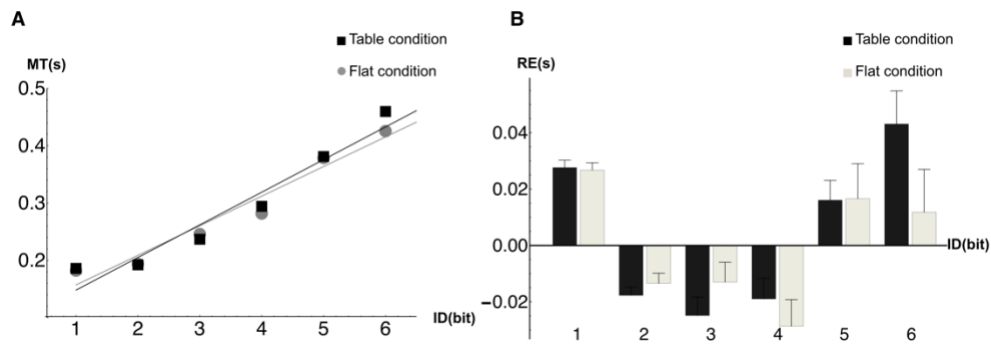 A
Table condition
MT(s)
Flat condition
0.5
0.4
0.3
0.2
1 2 3 4 5 6
ID(bit)
B
Table condition
RE(s)
Flat condition
0.04
0.02
0.00
ID(bit)
−0.02
1 2 3 4 5 6